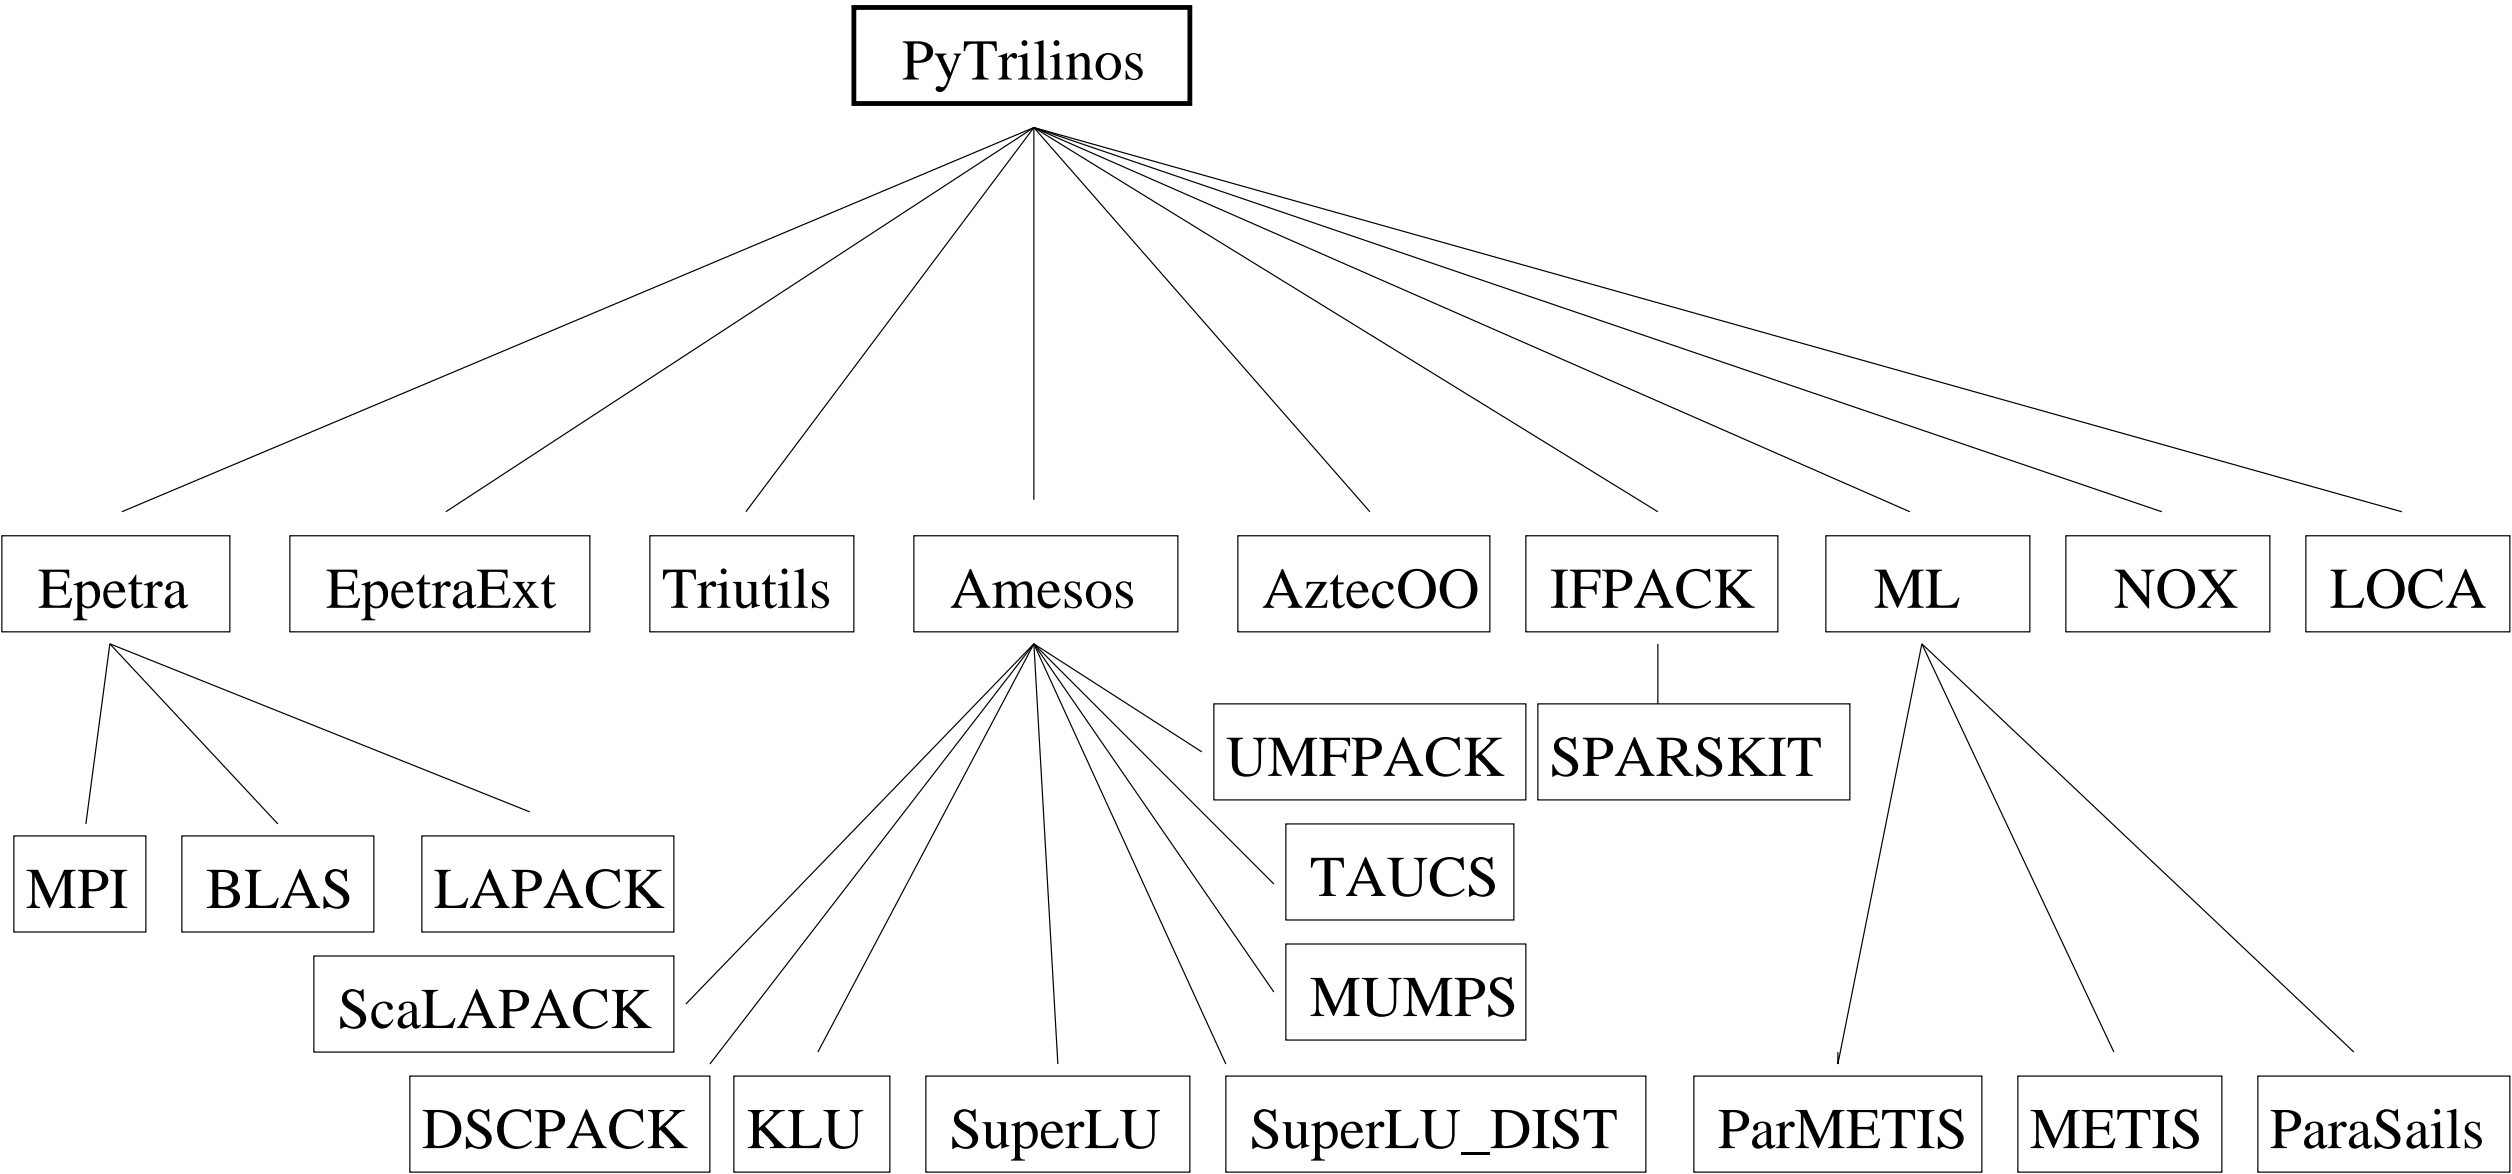 PyTrilinos
Epetra
EpetraExt
Triutils
Amesos
AztecOO
IFPACK
ML
NOX
LOCA
UMFPACK
SPARSKIT
MPI
BLAS
LAPACK
TAUCS
ScaLAPACK
MUMPS
DSCPACK
KLU
SuperLU
SuperLU_DIST
ParMETIS
METIS
ParaSails